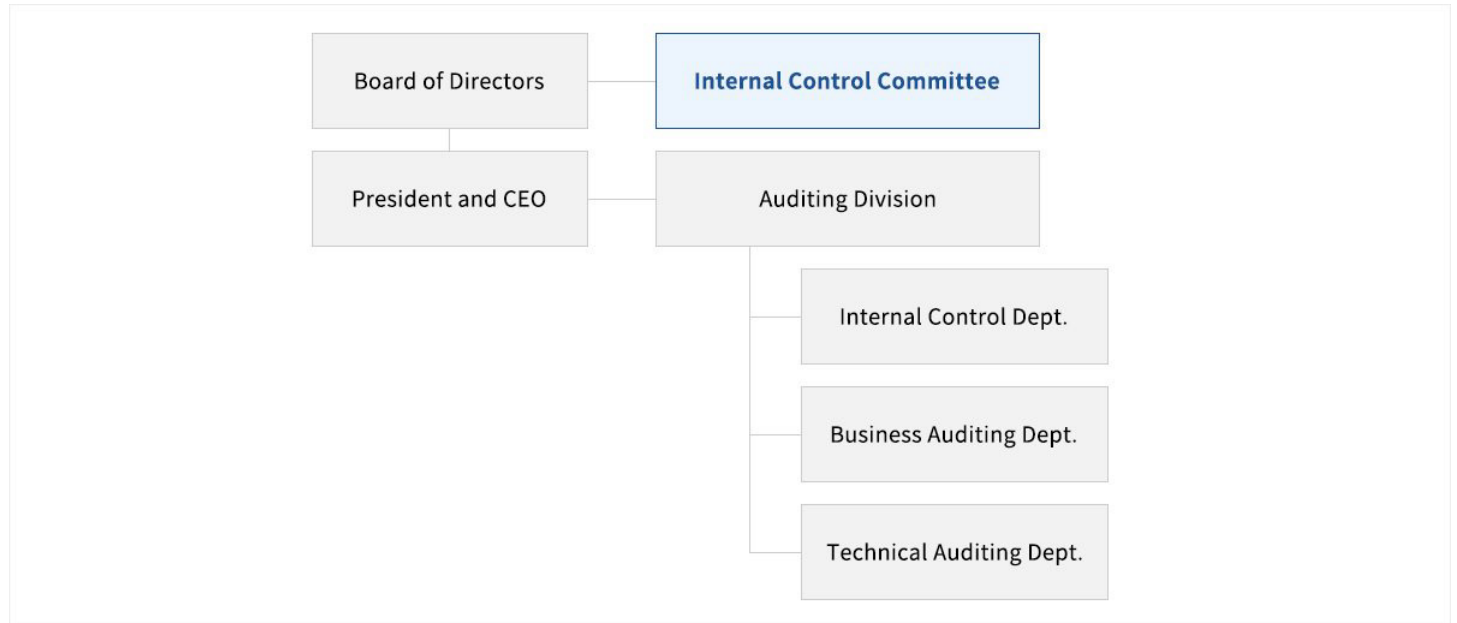 Board of Directors
Internal Control Committee
President and CEO
Auditing Division
Internal Control Dept.
Business Auditing Dept.
Technical Auditing Dept.